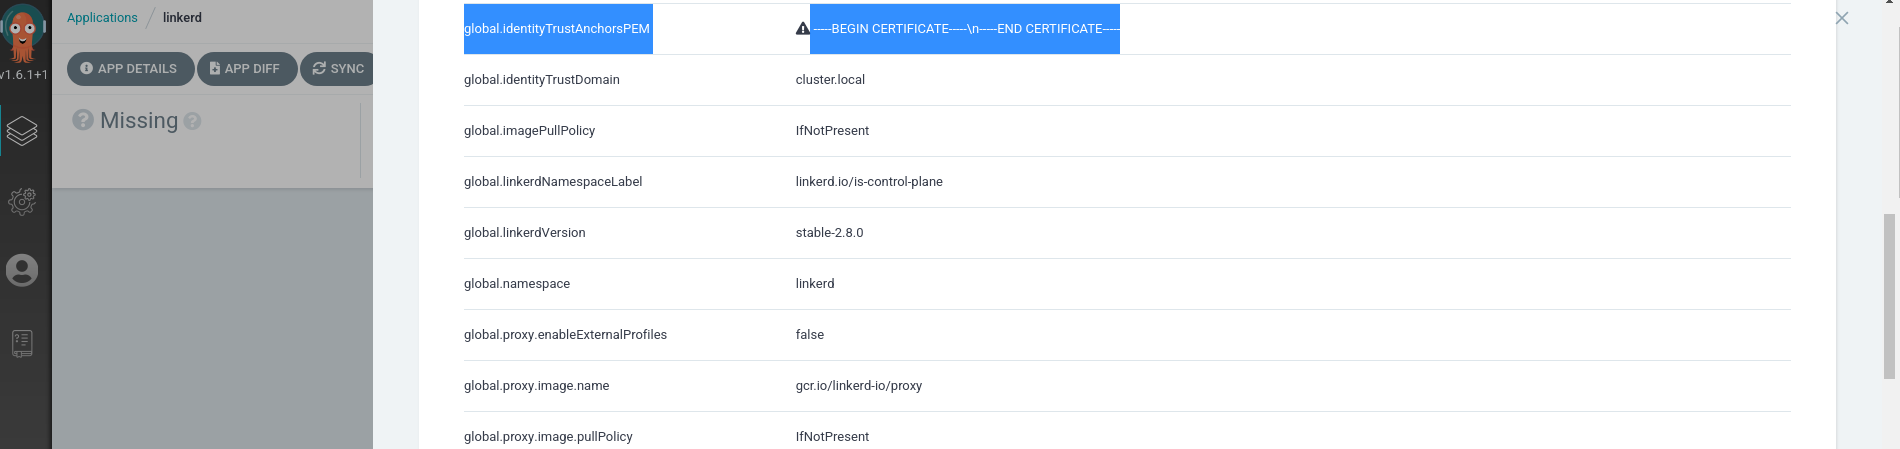 Applications / linkerd
v1.6.1+1
APP DETAILS APP DIFF SYNC
? Missing ?
global.identityTrustAnchorsPEM -----BEGIN CERTIFICATE-----\n-----END CERTIFICATE-----
global.identityTrustDomain cluster.local
global.imagePullPolicy IfNotPresent
global.linkerdNamespaceLabel linkerd.io/is-control-plane
global.linkerdVersion stable-2.8.0
global.namespace linkerd
global.proxy.enableExternalProfiles false
global.proxy.image.name gcr.io/linkerd-io/proxy
global.proxy.image.pullPolicy IfNotPresent